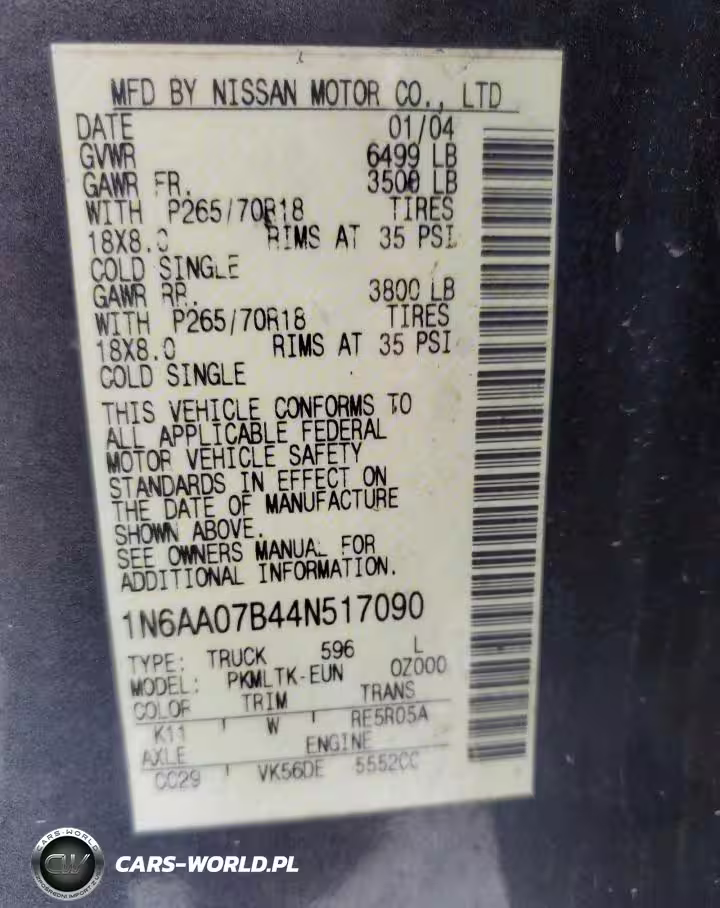 MFD BY NISSAN MOTOR CO., LTD
DATE 01/04
GVWR 6499 LB
GAWR FR. 3500 LB
WITH P265/70R18 TIRES
18X8.0 RIMS AT 35 PSI
COLD SINGLE
GAWR RR. 3800 LB
WITH P265/70R18 TIRES
18X8.0 RIMS AT 35 PSI
COLD SINGLE
THIS VEHICLE CONFORMS TO
ALL APPLICABLE FEDERAL
MOTOR VEHICLE SAFETY
STANDARDS IN EFFECT ON
THE DATE OF MANUFACTURE
SHOWN ABOVE.
SEE OWNERS MANUAL FOR
ADDITIONAL INFORMATION.
1N6AA07B44N517090
TYPE: TRUCK 596 L
MODEL: PKMLTK-EUN 0Z000
COLOR TRIM TRANS
K11 W RE5R05A
AXLE ENGINE
CC29 VK56DE 5552CC
CARS-WORLD
CW
CARS-WORLD.PL